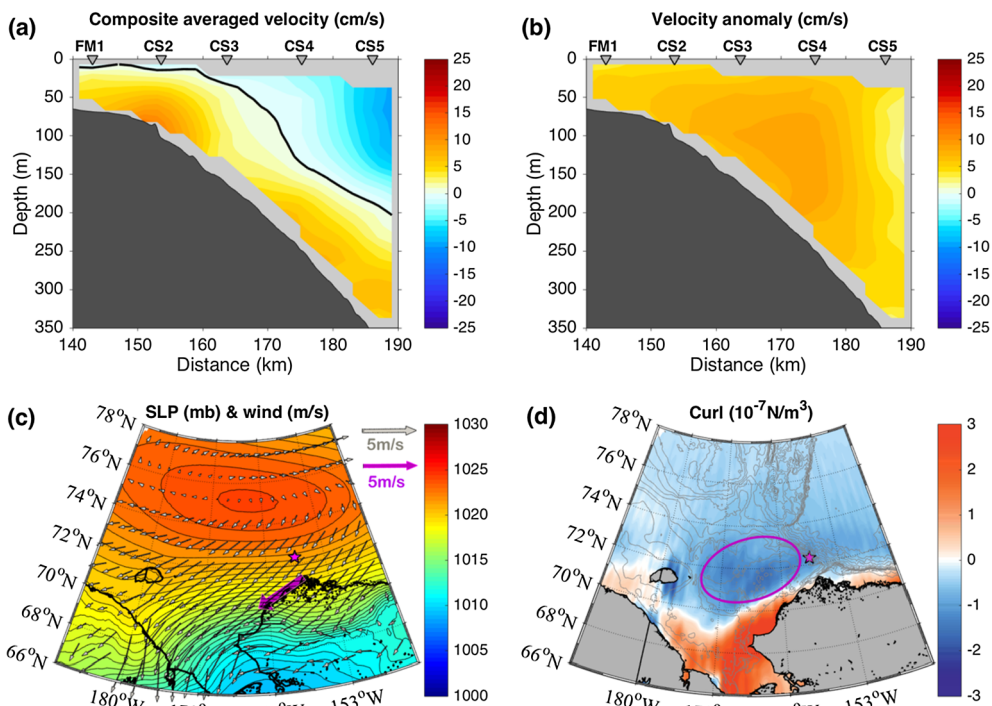 (a)
Composite averaged velocity (cm/s)
FM1 CS2 CS3 CS4 CS5
0
50
100
150
200
250
300
350
Depth (m)
140 150 160 170 180 190
Distance (km)
25
20
15
10
5
0
-5
-10
-15
-20
-25
(b)
Velocity anomaly (cm/s)
FM1 CS2 CS3 CS4 CS5
0
50
100
150
200
250
300
350
Depth (m)
140 150 160 170 180 190
Distance (km)
25
20
15
10
5
0
-5
-10
-15
-20
-25
(c)
SLP (mb) & wind (m/s)
78°N
76°N
74°N
72°N
70°N
68°N
66°N
180°W
153°W
5m/s
5m/s
1030
1025
1020
1015
1010
1005
1000
(d)
Curl (10⁻⁷N/m³)
78°N
76°N
74°N
72°N
70°N
68°N
66°N
180°W
153°W
3
2
1
0
-1
-2
-3